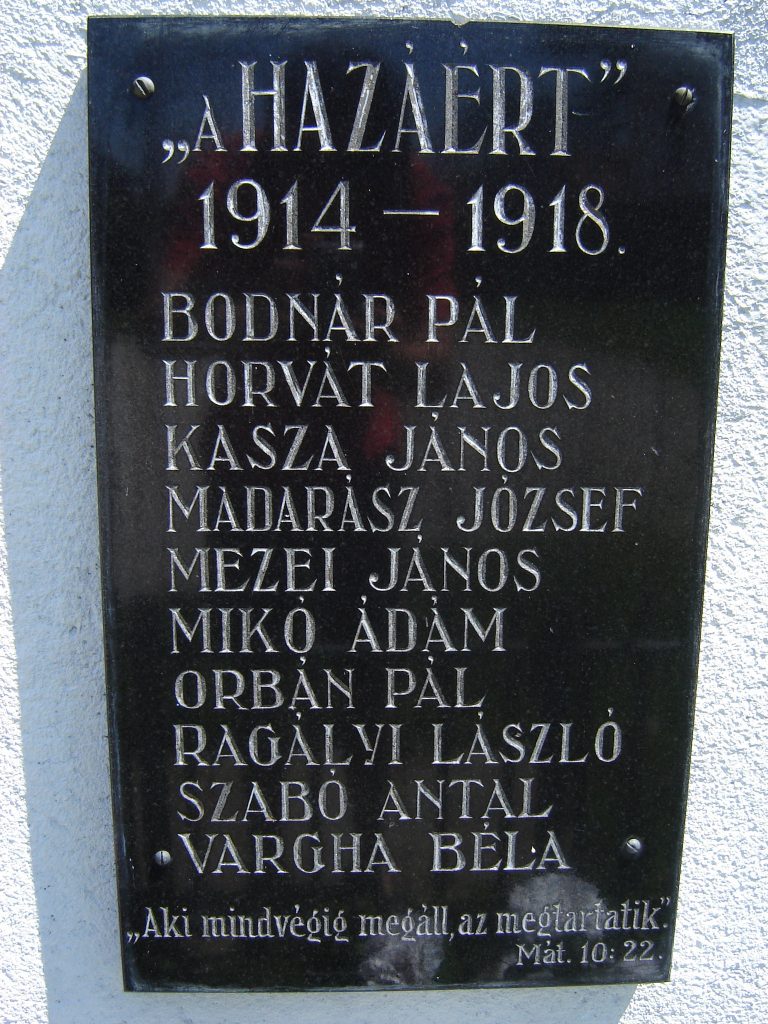 „A HAZÁÉRT”
1914 – 1918.
BODNÁR PÁL
HORVÁT LAJOS
KASZA JÁNOS
MADARÁSZ JÓZSEF
MEZEI JÁNOS
MIKÓ ÁDÁM
ORBÁN PÁL
RAGÁLYI LÁSZLÓ
SZABÓ ANTAL
VARGHA BÉLA
„Aki mindvégig megáll, az megtartatik.”
Mát. 10: 22.